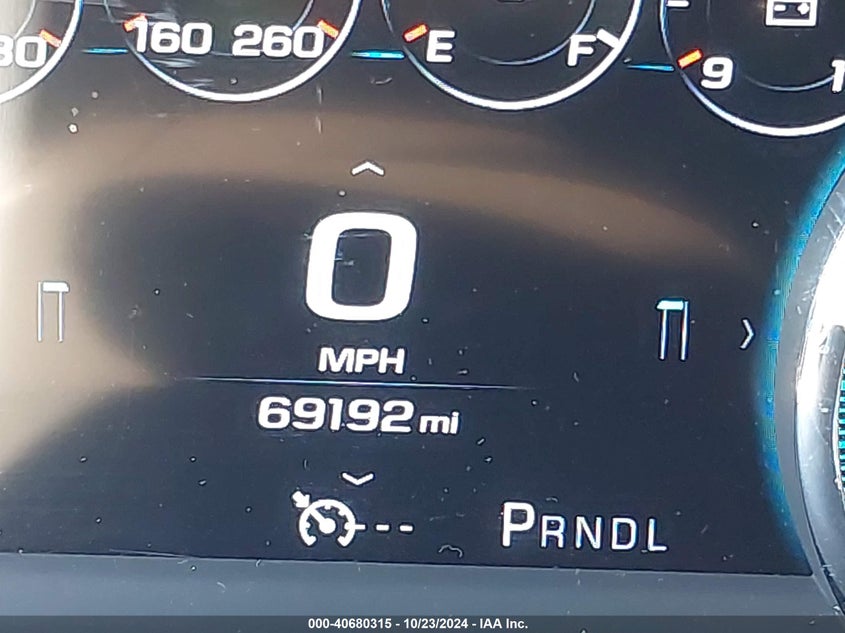 160 260
E F
9
0
MPH
69192 mi
---
PRNDL
000-40680315 - 10/23/2024 - IAA Inc.